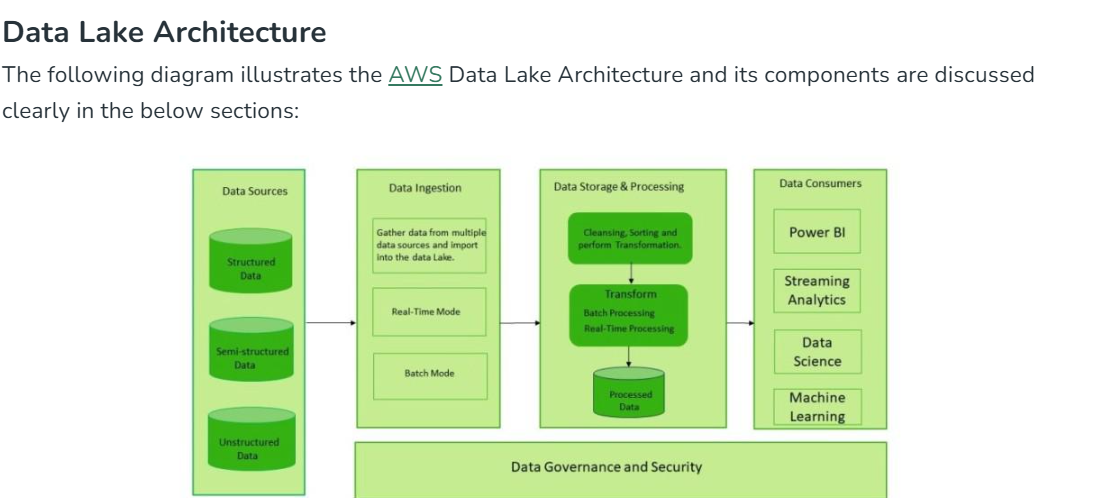 Data Lake Architecture
The following diagram illustrates the AWS Data Lake Architecture and its components are discussed
clearly in the below sections:
Data Sources
Structured
Data
Semi-structured
Data
Unstructured
Data
Data Ingestion
Gather data from multiple
data sources and import
into the data Lake.
Real-Time Mode
Batch Mode
Data Storage & Processing
Cleansing, Sorting and
perform Transformation.
Transform
Batch Processing
Real-Time Processing
Processed
Data
Data Consumers
Power BI
Streaming
Analytics
Data
Science
Machine
Learning
Data Governance and Security